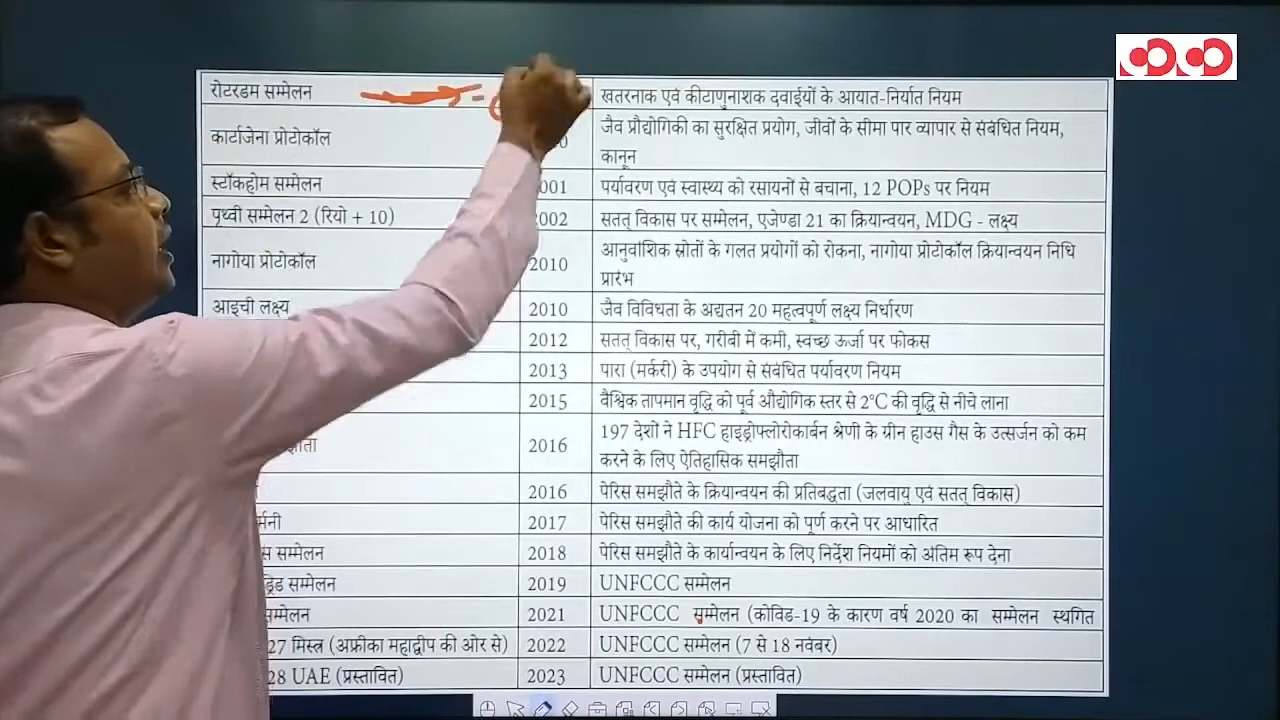 रोटरडम सम्मेलन खतरनाक एवं कीटाणुनाशक दवाईयों के आयात-निर्यात नियम
कार्टाजेना प्रोटोकॉल जैव प्रौद्योगिकी का सुरक्षित प्रयोग, जीवों के सीमा पार व्यापार से संबंधित नियम,
कानून
स्टॉकहोम सम्मेलन 001 पर्यावरण एवं स्वास्थ्य को रसायनों से बचाना, 12 POPs पर नियम
पृथ्वी सम्मेलन 2 (रियो + 10) 2002 सतत् विकास पर सम्मेलन, एजेण्डा 21 का क्रियान्वयन, MDG - लक्ष्य
नागोया प्रोटोकॉल 2010 आनुवांशिक स्रोतों के गलत प्रयोगों को रोकना, नागोया प्रोटोकॉल क्रियान्वयन निधि
प्रारंभ
आइची लक्ष्य 2010 जैव विविधता के अद्यतन 20 महत्वपूर्ण लक्ष्य निर्धारण
2012 सतत् विकास पर, गरीबी में कमी, स्वच्छ ऊर्जा पर फोकस
2013 पारा (मर्करी) के उपयोग से संबंधित पर्यावरण नियम
2015 वैश्विक तापमान वृद्धि को पूर्व औद्योगिक स्तर से 2°C की वृद्धि से नीचे लाना
2016 197 देशों ने HFC हाइड्रोफ्लोरोकार्बन श्रेणी के ग्रीन हाउस गैस के उत्सर्जन को कम
करने के लिए ऐतिहासिक समझौता
2016 पेरिस समझौते के क्रियान्वयन की प्रतिबद्धता (जलवायु एवं सतत् विकास)
2017 पेरिस समझौते की कार्य योजना को पूर्ण करने पर आधारित
सम्मेलन 2018 पेरिस समझौते के कार्यान्वयन के लिए निर्देश नियमों को अंतिम रूप देना
सम्मेलन 2019 UNFCCC सम्मेलन
सम्मेलन 2021 UNFCCC सम्मेलन (कोविड-19 के कारण वर्ष 2020 का सम्मेलन स्थगित
27 मिस्त्र (अफ्रीका महाद्वीप की ओर से) 2022 UNFCCC सम्मेलन (7 से 18 नवंबर)
28 UAE (प्रस्तावित) 2023 UNFCCC सम्मेलन (प्रस्तावित)